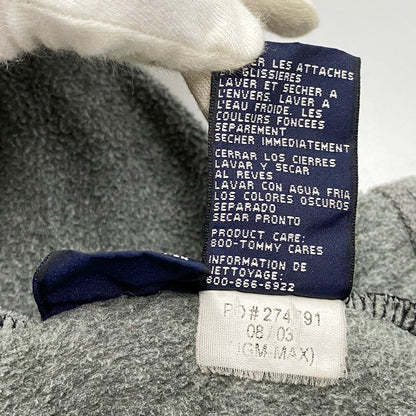 LES ATTACHES
GLISSIERES
LAVER ET SECHER A
L'ENVERS. LAVER A
L'EAU FROIDE. LES
COULEURS FONCEES
SEPAREMENT
SECHER IMMEDIATEMENT
CERRAR LOS CIERRES
LAVAR Y SECAR
AL REVES
LAVAR CON AGUA FRIA
LOS COLORES OSCUROS
SEPARADO
SECAR PRONTO
PRODUCT CARE:
800-TOMMY CARES
INFORMATION DE
NETTOYAGE:
800-866-6922
08/03
(IGM-MAX)